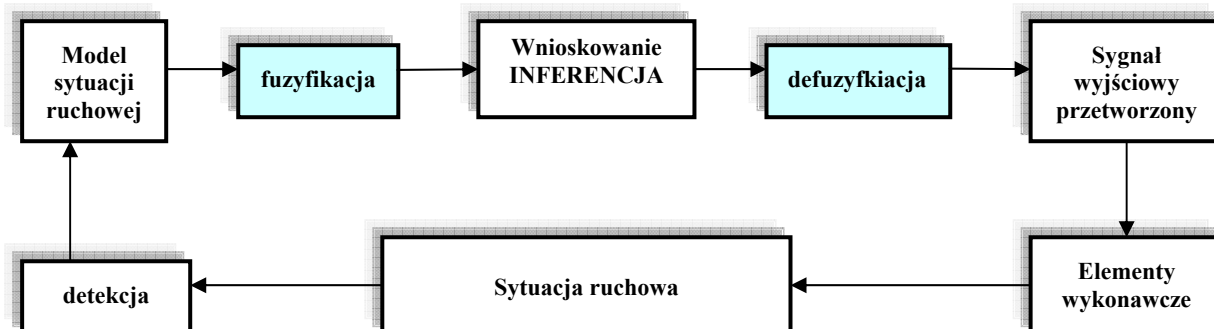 Model
sytuacji
ruchowej
fuzyfikacja
Wnioskowanie
INFERENCJA
defuzyfkiacja
Sygnał
wyjściowy
przetworzony
detekcja
Sytuacja ruchowa
Elementy
wykonawcze